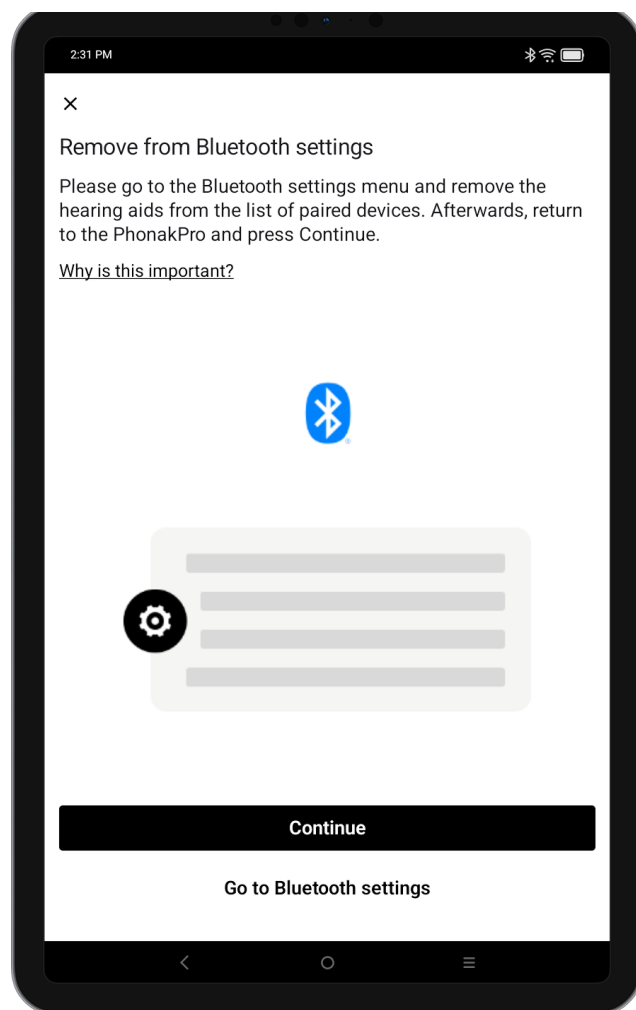 2:31 PM
Remove from Bluetooth settings
Please go to the Bluetooth settings menu and remove the
hearing aids from the list of paired devices. Afterwards, return
to the PhonakPro and press Continue.
Why is this important?
Continue
Go to Bluetooth settings